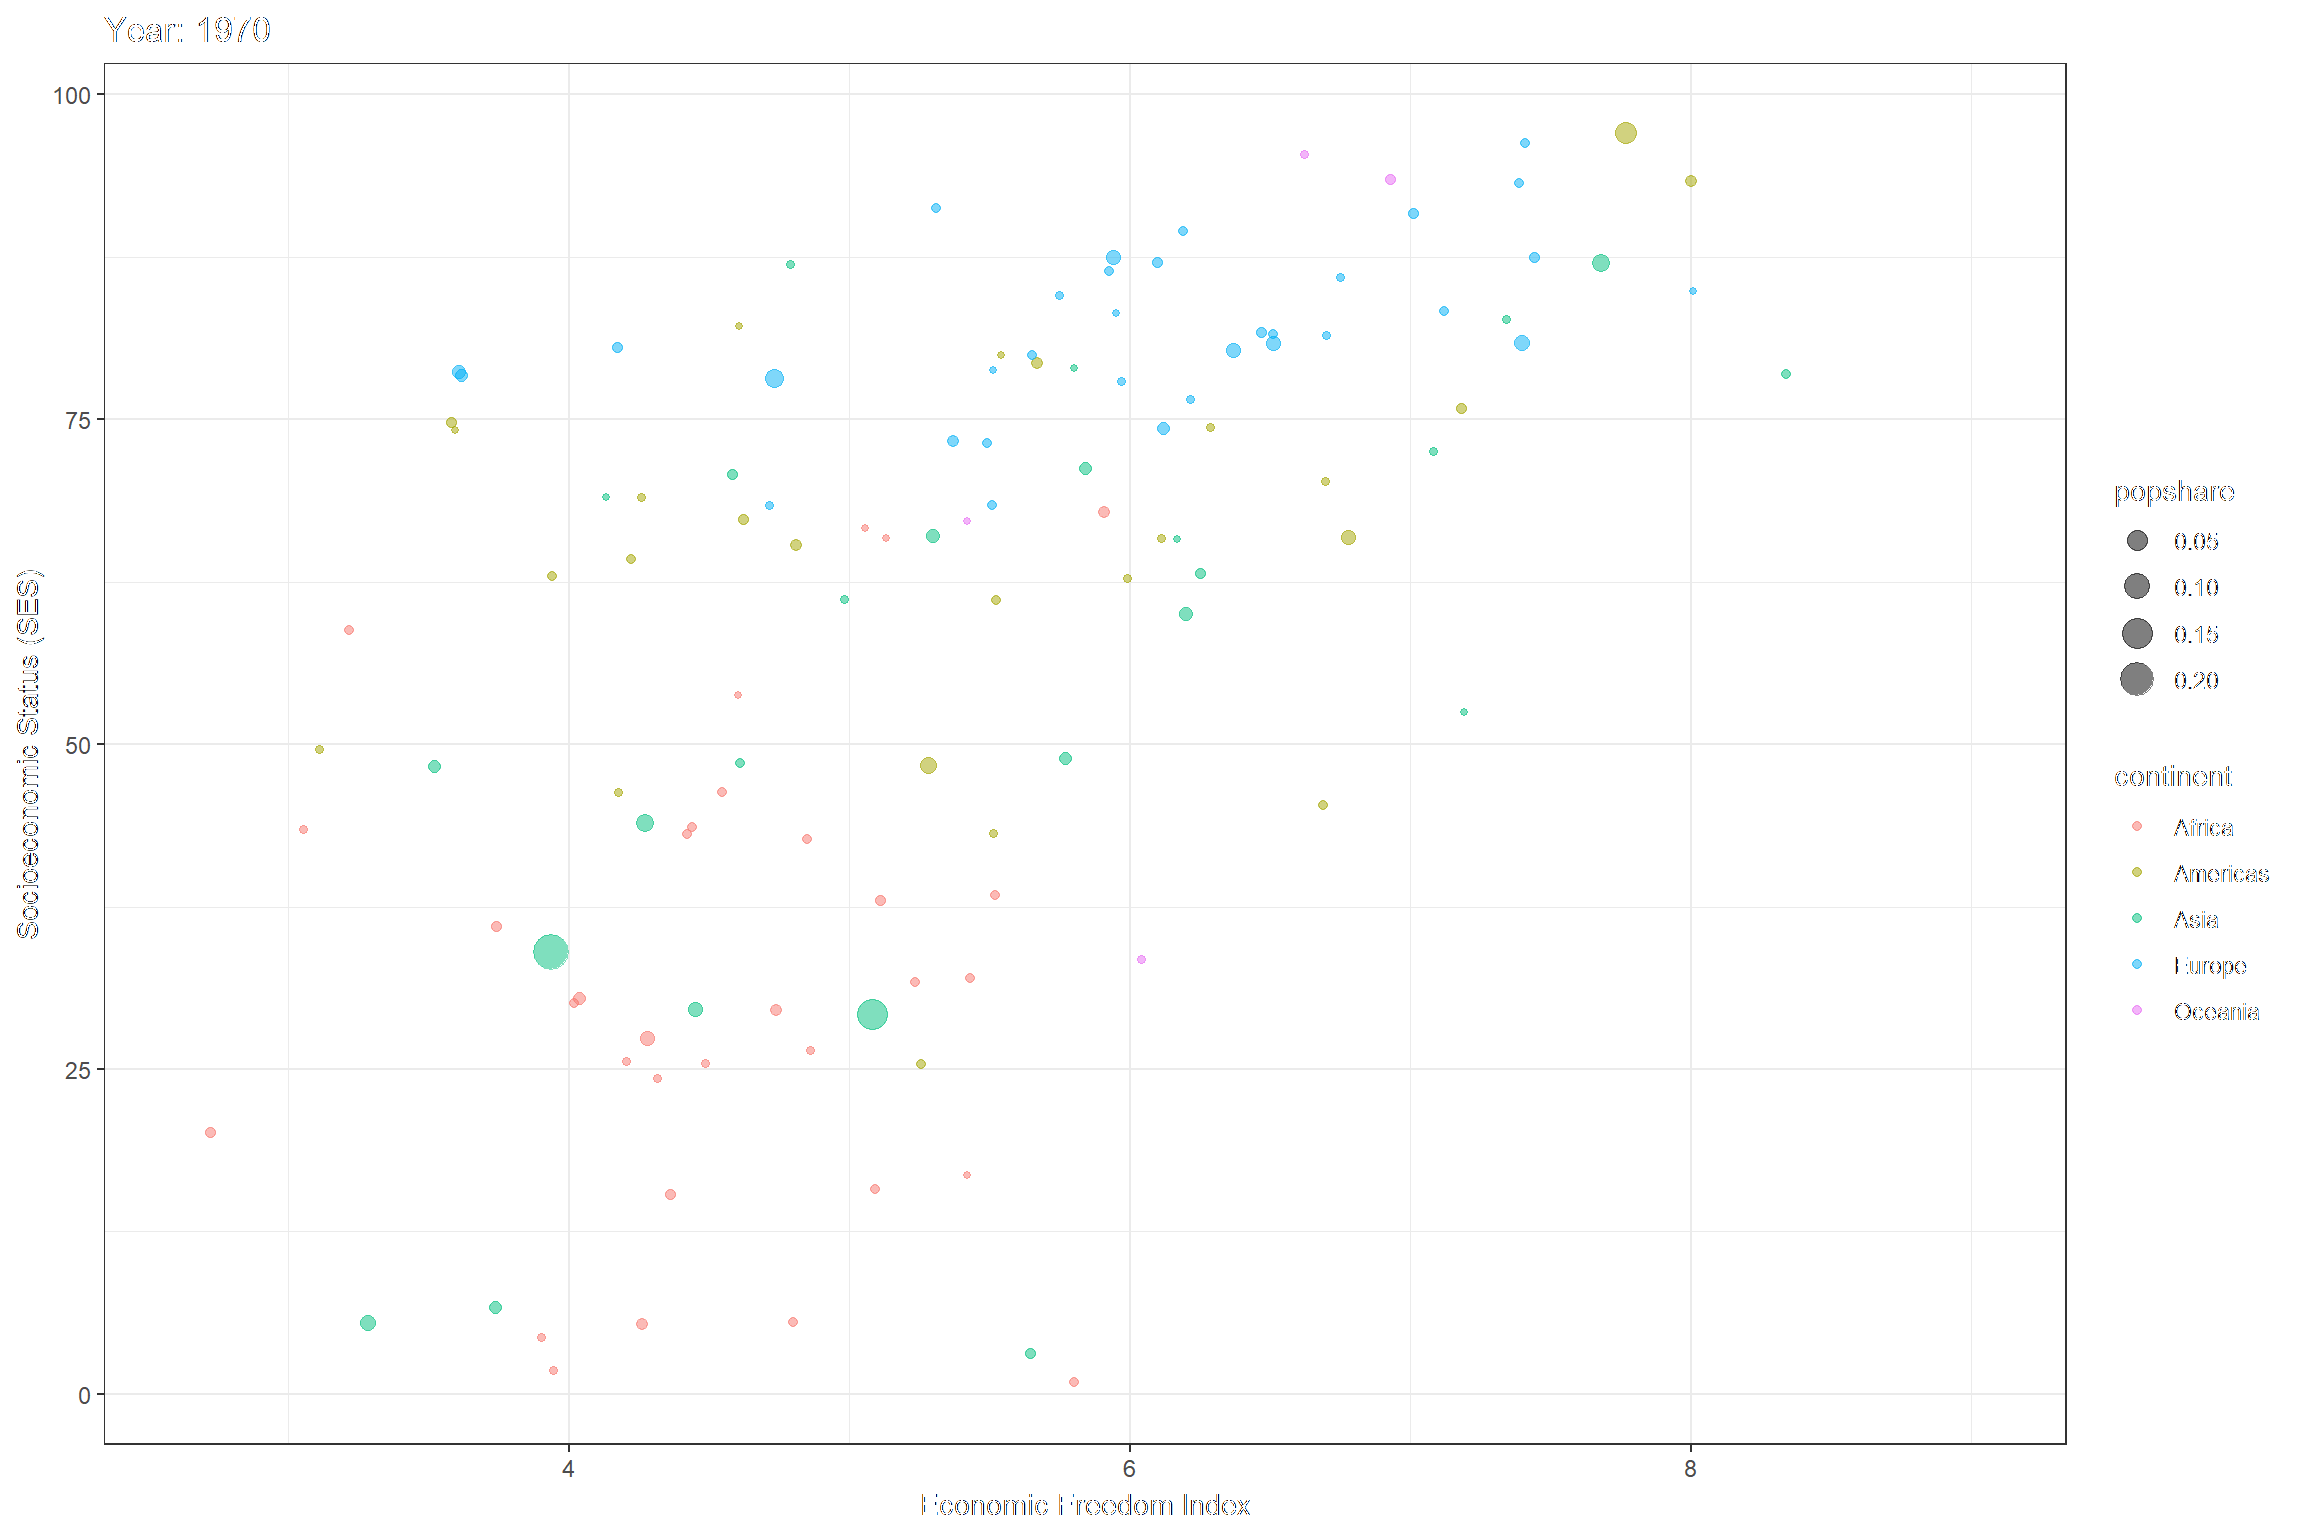 Year: 1970
100
75
50
25
0
Socioeconomic Status (SES)
4
6
8
Economic Freedom Index
popshare
0.05
0.10
0.15
0.20
continent
Africa
Americas
Asia
Europe
Oceania